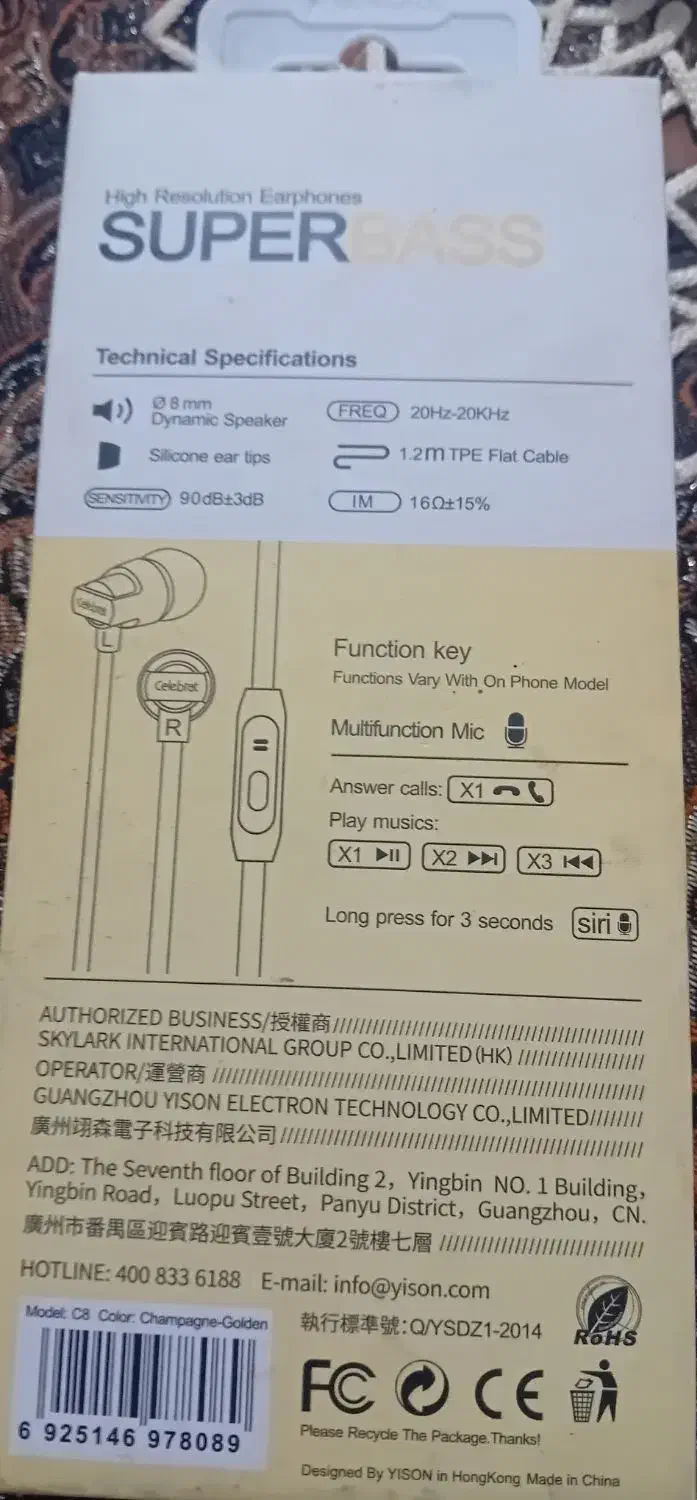 High Resolution Earphones
SUPERBASS
Technical Specifications
Ø 8 mm
Dynamic Speaker
FREQ 20Hz-20KHz
Silicone ear tips
1.2m TPE Flat Cable
SENSITIVITY 90dB±3dB
IM 16Ω±15%
Celebrat
L
Celebrat
R
Function key
Functions Vary With On Phone Model
Multifunction Mic
Answer calls: X1
Play musics:
X1 X2 X3
Long press for 3 seconds siri
AUTHORIZED BUSINESS/授權商////////////////////////////////////////////////
SKYLARK INTERNATIONAL GROUP CO.,LIMITED(HK) ///////////////////
OPERATOR/運營商 /////////////////////////////////////////////////////////////////
GUANGZHOU YISON ELECTRON TECHNOLOGY CO.,LIMITED////////
廣州翊森電子科技有限公司///////////////////////////////////////////////////////
ADD: The Seventh floor of Building 2, Yingbin NO. 1 Building,
Yingbin Road, Luopu Street, Panyu District, Guangzhou, CN.
廣州市番禺區迎賓路迎賓壹號大廈2號樓七層 ///////////////////////////////
HOTLINE: 400 833 6188 E-mail: info@yison.com
Model: C8 Color: Champagne-Golden
執行標準號：Q/YSDZ1-2014
RoHS
FC CE
6 925146 978089
Please Recycle The Package.Thanks!
Designed By YISON in HongKong Made in China